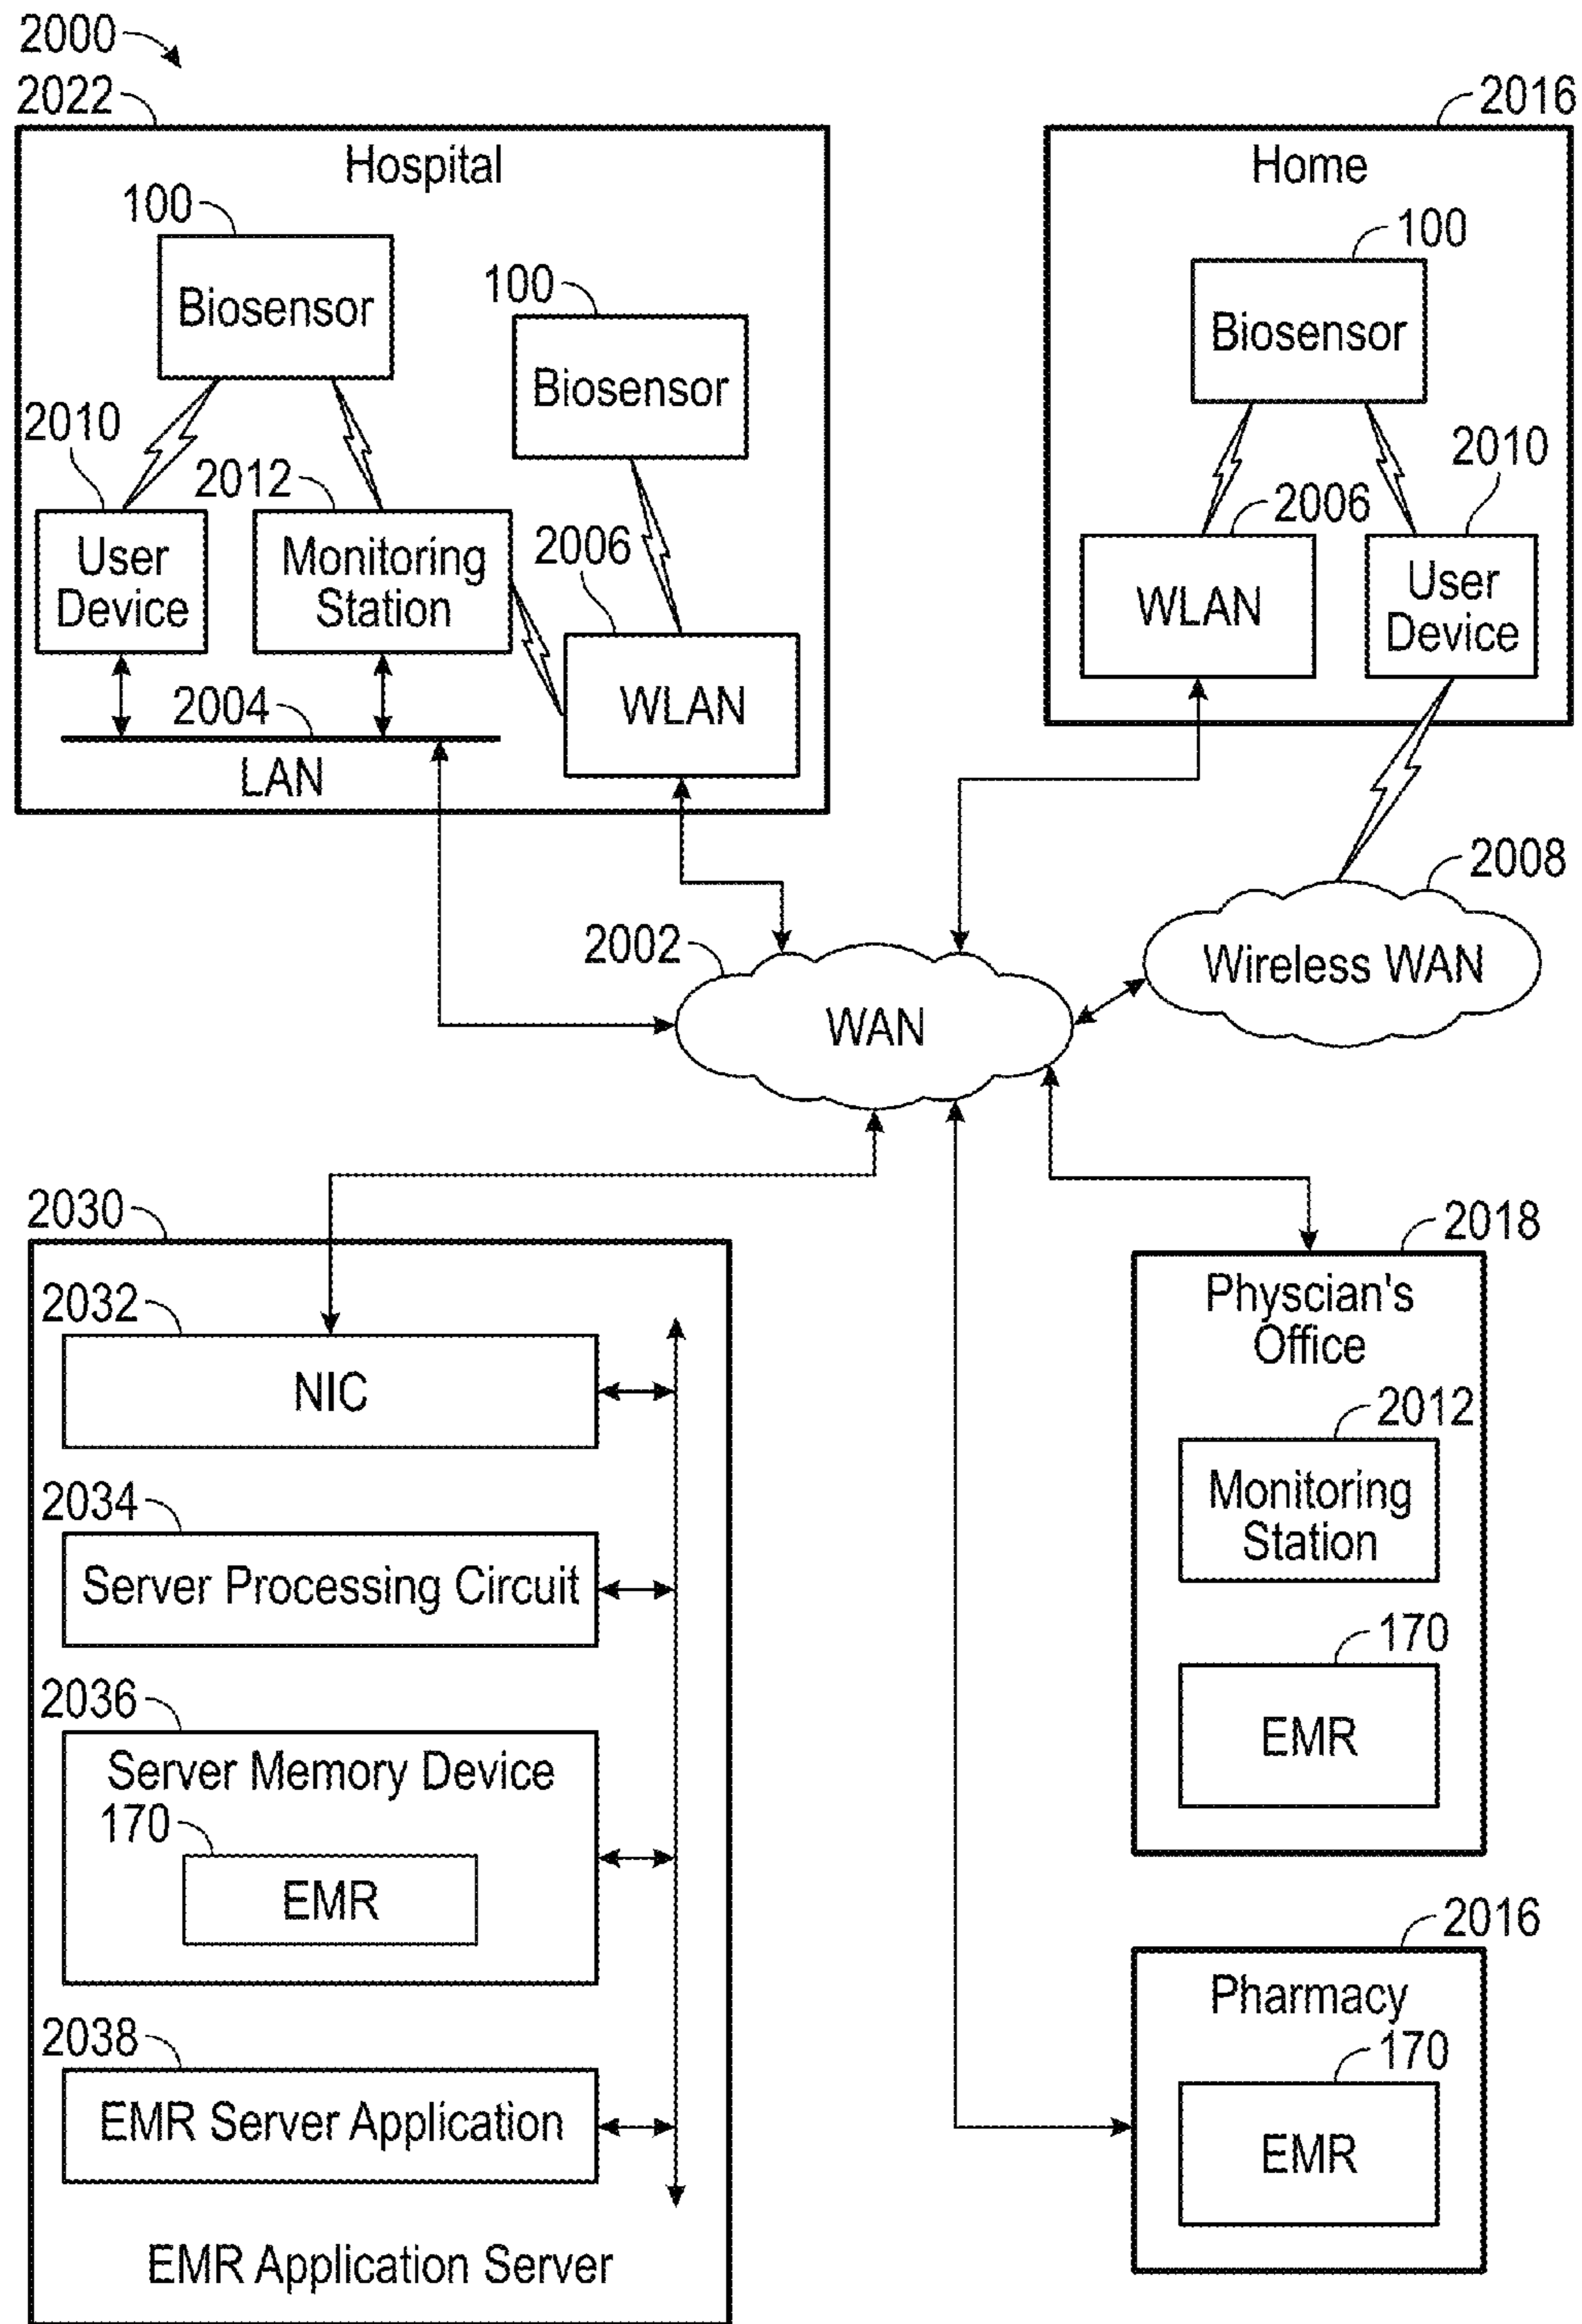 2000
2022
Hospital
100
Biosensor
100
Biosensor
2010
User
Device
2012
Monitoring
Station
2006
WLAN
2004
LAN
2016
Home
100
Biosensor
2006
WLAN
2010
User
Device
2008
Wireless WAN
2002
WAN
2030
2032
NIC
2034
Server Processing Circuit
2036
Server Memory Device
170
EMR
2038
EMR Server Application
EMR Application Server
2018
Physcian's
Office
2012
Monitoring
Station
170
EMR
2016
Pharmacy
170
EMR